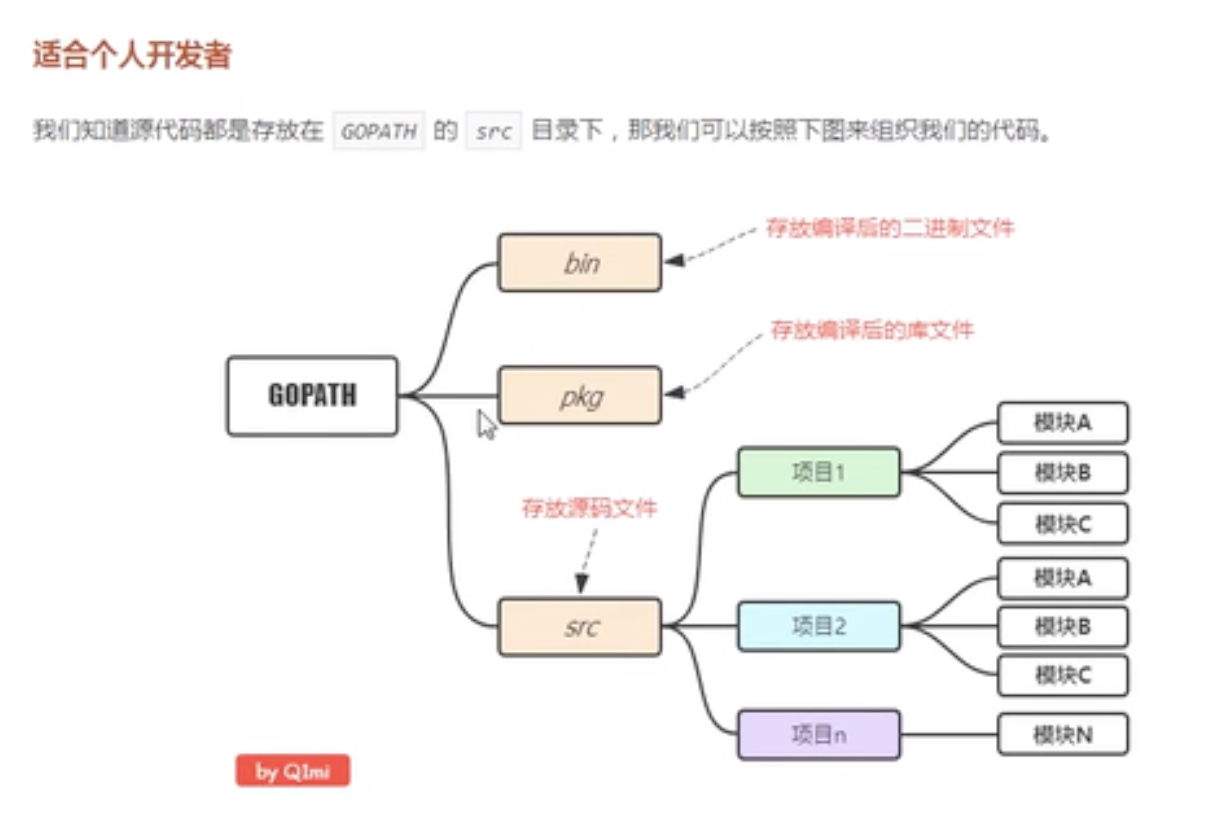 适合个人开发者
我们知道源代码都是存放在 GOPATH 的 src 目录下，那我们可以按照下图来组织我们的代码。
存放编译后的二进制文件
bin
存放编译后的库文件
GOPATH
pkg
模块A
项目1
模块B
存放源码文件
模块C
模块A
src
项目2
模块B
模块C
项目n
模块N
by Q1mi